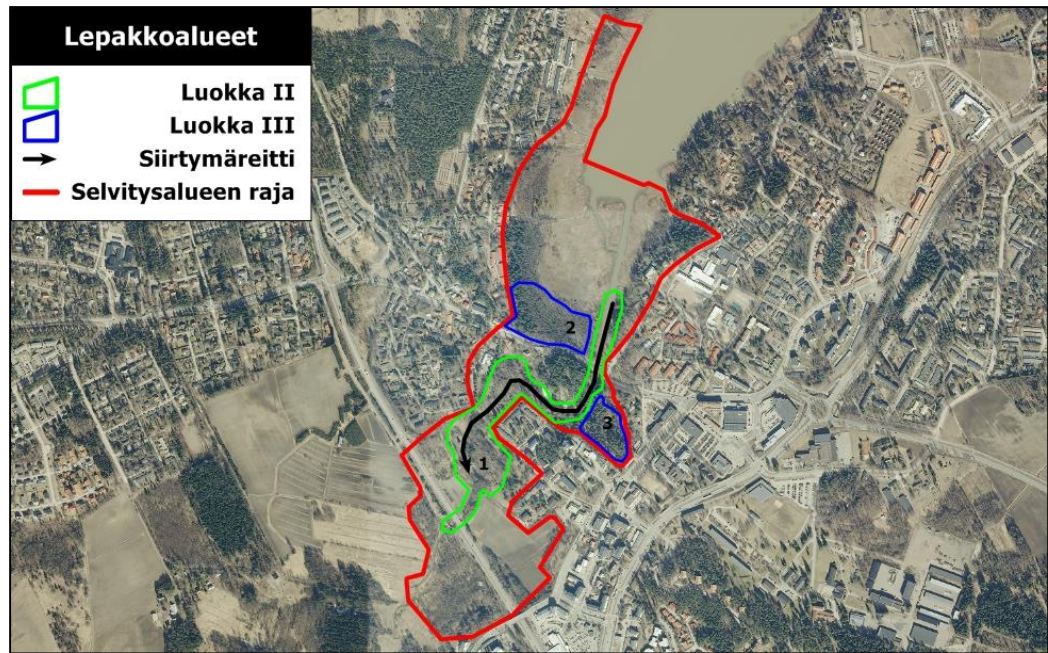 Lepakkoalueet
Luokka II
Luokka III
Siirtymäreitti
Selvitysalueen raja
2
3
1